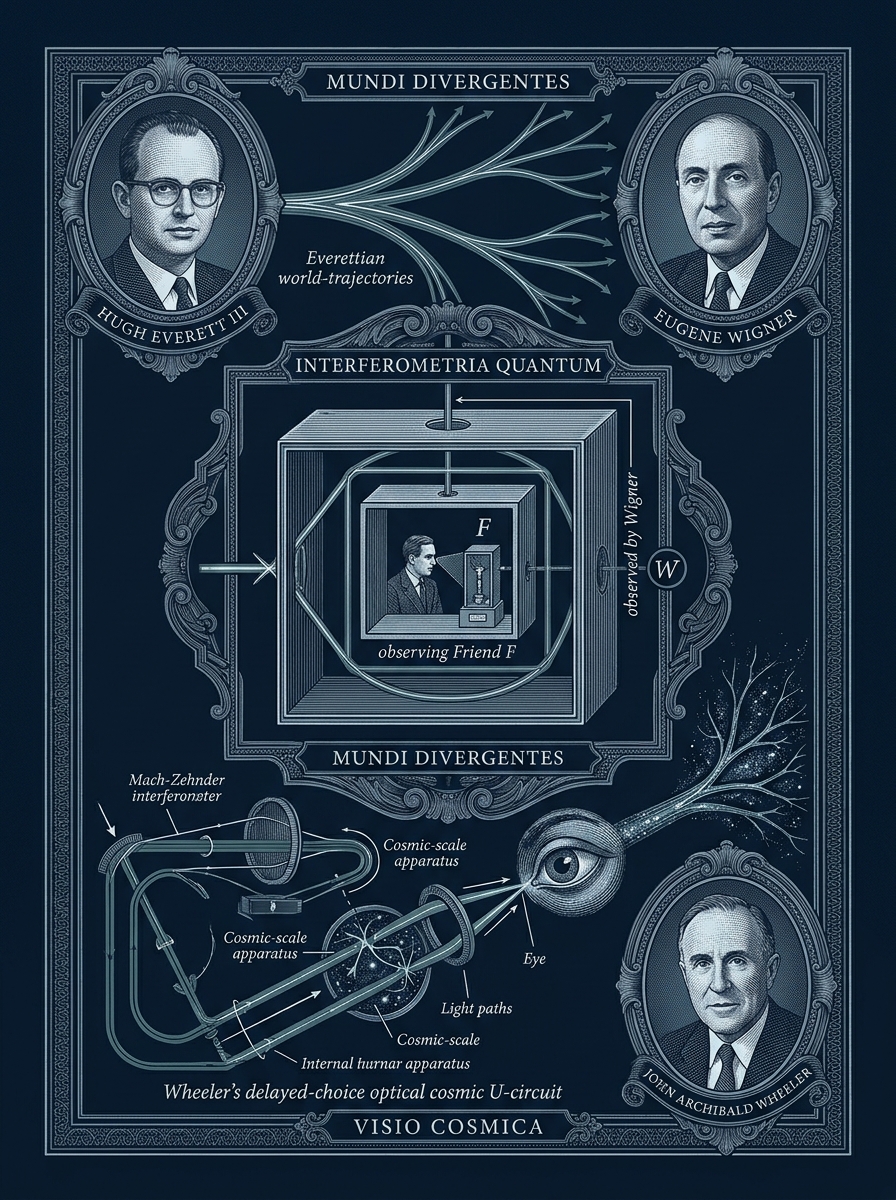 MUNDI DIVERGENTES
HUGH EVERETT III
Everettian
world-trajectories
EUGENE WIGNER
INTERFEROMETRIA QUANTUM
observed by Wigner
F
W
observing Friend F
MUNDI DIVERGENTES
Mach-Zehnder
interferonzter
Cosmic-scale
apparatus
Cosmic-scale
apparatus
Eye
Light paths
Cosmic-scale
Internal hurnar apparatus
Wheeler's delayed-choice optical cosmic U-circuit
JOHN ARCHIBALD WHEELER
VISIO COSMICA